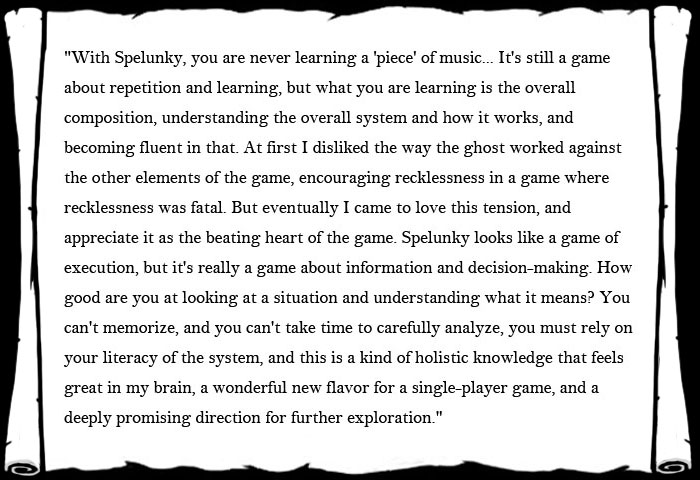 "With Spelunky, you are never learning a 'piece' of music... It's still a game
about repetition and learning, but what you are learning is the overall
composition, understanding the overall system and how it works, and
becoming fluent in that. At first I disliked the way the ghost worked against
the other elements of the game, encouraging recklessness in a game where
recklessness was fatal. But eventually I came to love this tension, and
appreciate it as the beating heart of the game. Spelunky looks like a game of
execution, but it's really a game about information and decision-making. How
good are you at looking at a situation and understanding what it means? You
can't memorize, and you can't take time to carefully analyze, you must rely on
your literacy of the system, and this is a kind of holistic knowledge that feels
great in my brain, a wonderful new flavor for a single-player game, and a
deeply promising direction for further exploration."